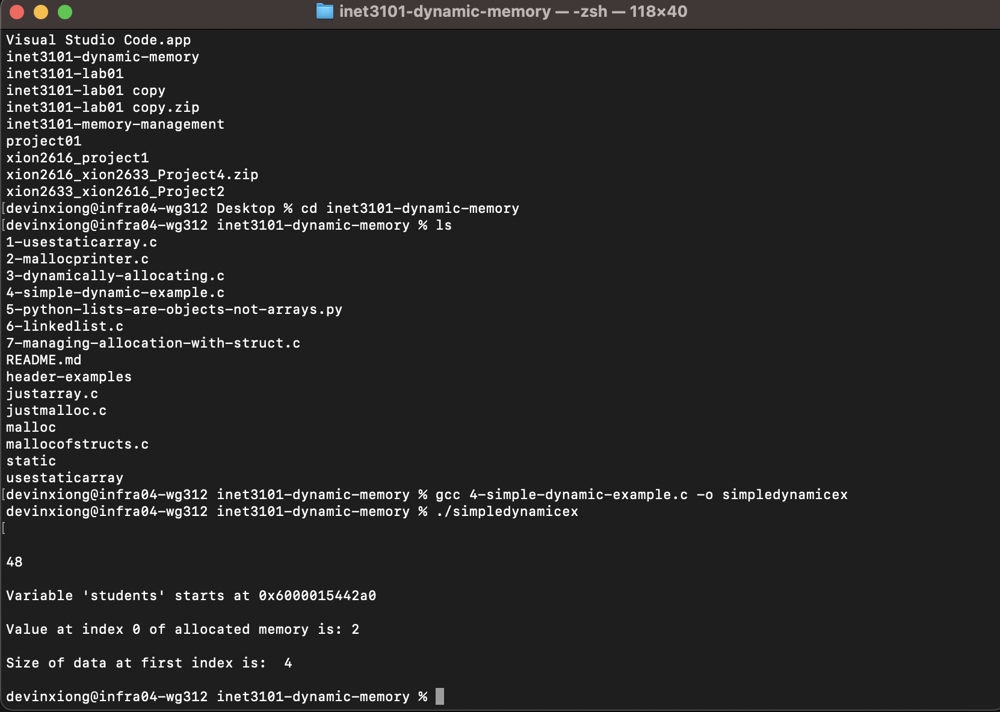 inet3101-dynamic-memory — -zsh — 118×40
Visual Studio Code.app
inet3101-dynamic-memory
inet3101-lab01
inet3101-lab01 copy
inet3101-lab01 copy.zip
inet3101-memory-management
project01
xion2616_project1
xion2616_xion2633_Project4.zip
xion2633_xion2616_Project2
[devinxiong@infra04-wg312 Desktop % cd inet3101-dynamic-memory
[devinxiong@infra04-wg312 inet3101-dynamic-memory % ls
1-usestaticarray.c
2-mallocprinter.c
3-dynamically-allocating.c
4-simple-dynamic-example.c
5-python-lists-are-objects-not-arrays.py
6-linkedlist.c
7-managing-allocation-with-struct.c
README.md
header-examples
justarray.c
justmalloc.c
malloc
mallocofstructs.c
static
usestaticarray
[devinxiong@infra04-wg312 inet3101-dynamic-memory % gcc 4-simple-dynamic-example.c -o simpledynamicex
devinxiong@infra04-wg312 inet3101-dynamic-memory % ./simpledynamicex
[
48
Variable 'students' starts at 0x6000015442a0
Value at index 0 of allocated memory is: 2
Size of data at first index is:  4
devinxiong@infra04-wg312 inet3101-dynamic-memory %